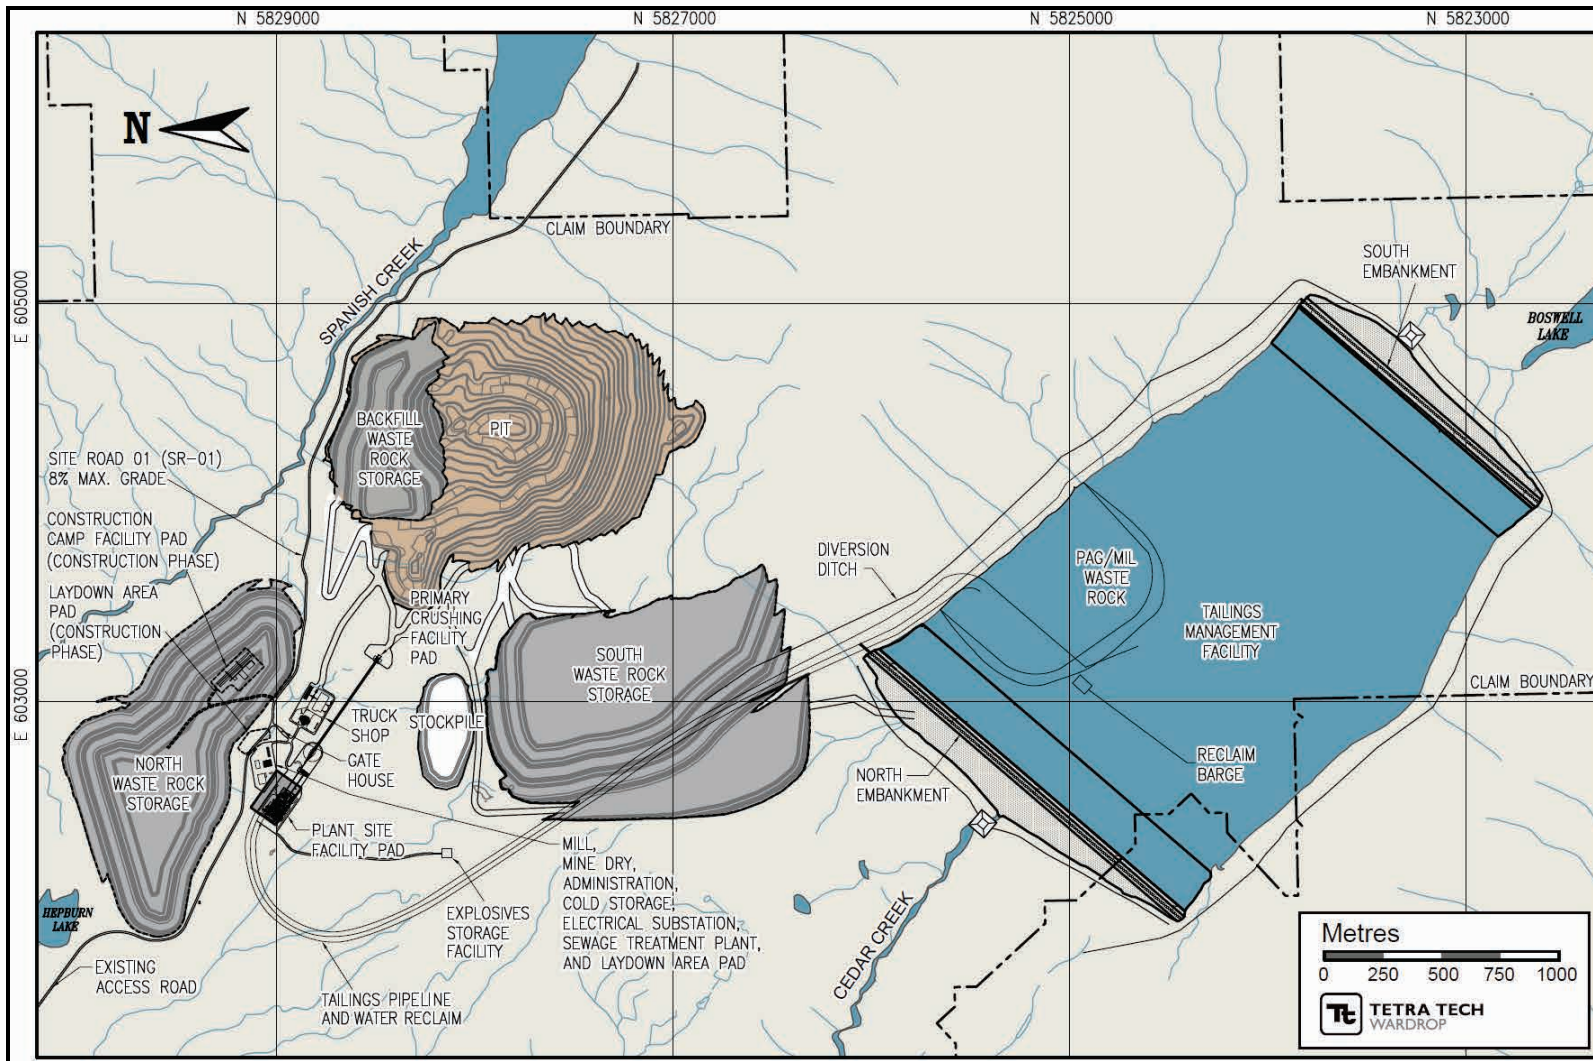 N 5829000
N 5827000
N 5825000
N 5823000
N
SPANISH CREEK
CLAIM BOUNDARY
E 605000
SOUTH
EMBANKMENT
BOSWELL
LAKE
BACKFILL
WASTE
ROCK
STORAGE
PIT
SITE ROAD 01 (SR-01)
8% MAX. GRADE
CONSTRUCTION
CAMP FACILITY PAD
(CONSTRUCTION PHASE)
LAYDOWN AREA
PAD
(CONSTRUCTION
PHASE)
DIVERSION
DITCH
PAG/MIL
WASTE
ROCK
PRIMARY
CRUSHING
FACILITY
PAD
TAILINGS
MANAGEMENT
FACILITY
SOUTH
WASTE ROCK
STORAGE
CLAIM BOUNDARY
E 603000
TRUCK
SHOP
STOCKPILE
GATE
HOUSE
NORTH
WASTE ROCK
STORAGE
NORTH
EMBANKMENT
RECLAIM
BARGE
PLANT SITE
FACILITY PAD
MILL,
MINE DRY,
ADMINISTRATION,
COLD STORAGE,
ELECTRICAL SUBSTATION,
SEWAGE TREATMENT PLANT,
AND LAYDOWN AREA PAD
HEPBURN
LAKE
EXPLOSIVES
STORAGE
FACILITY
CEDAR CREEK
EXISTING
ACCESS ROAD
TAILINGS PIPELINE
AND WATER RECLAIM
Metres
0 250 500 750 1000
Tt
TETRA TECH
WARDROP